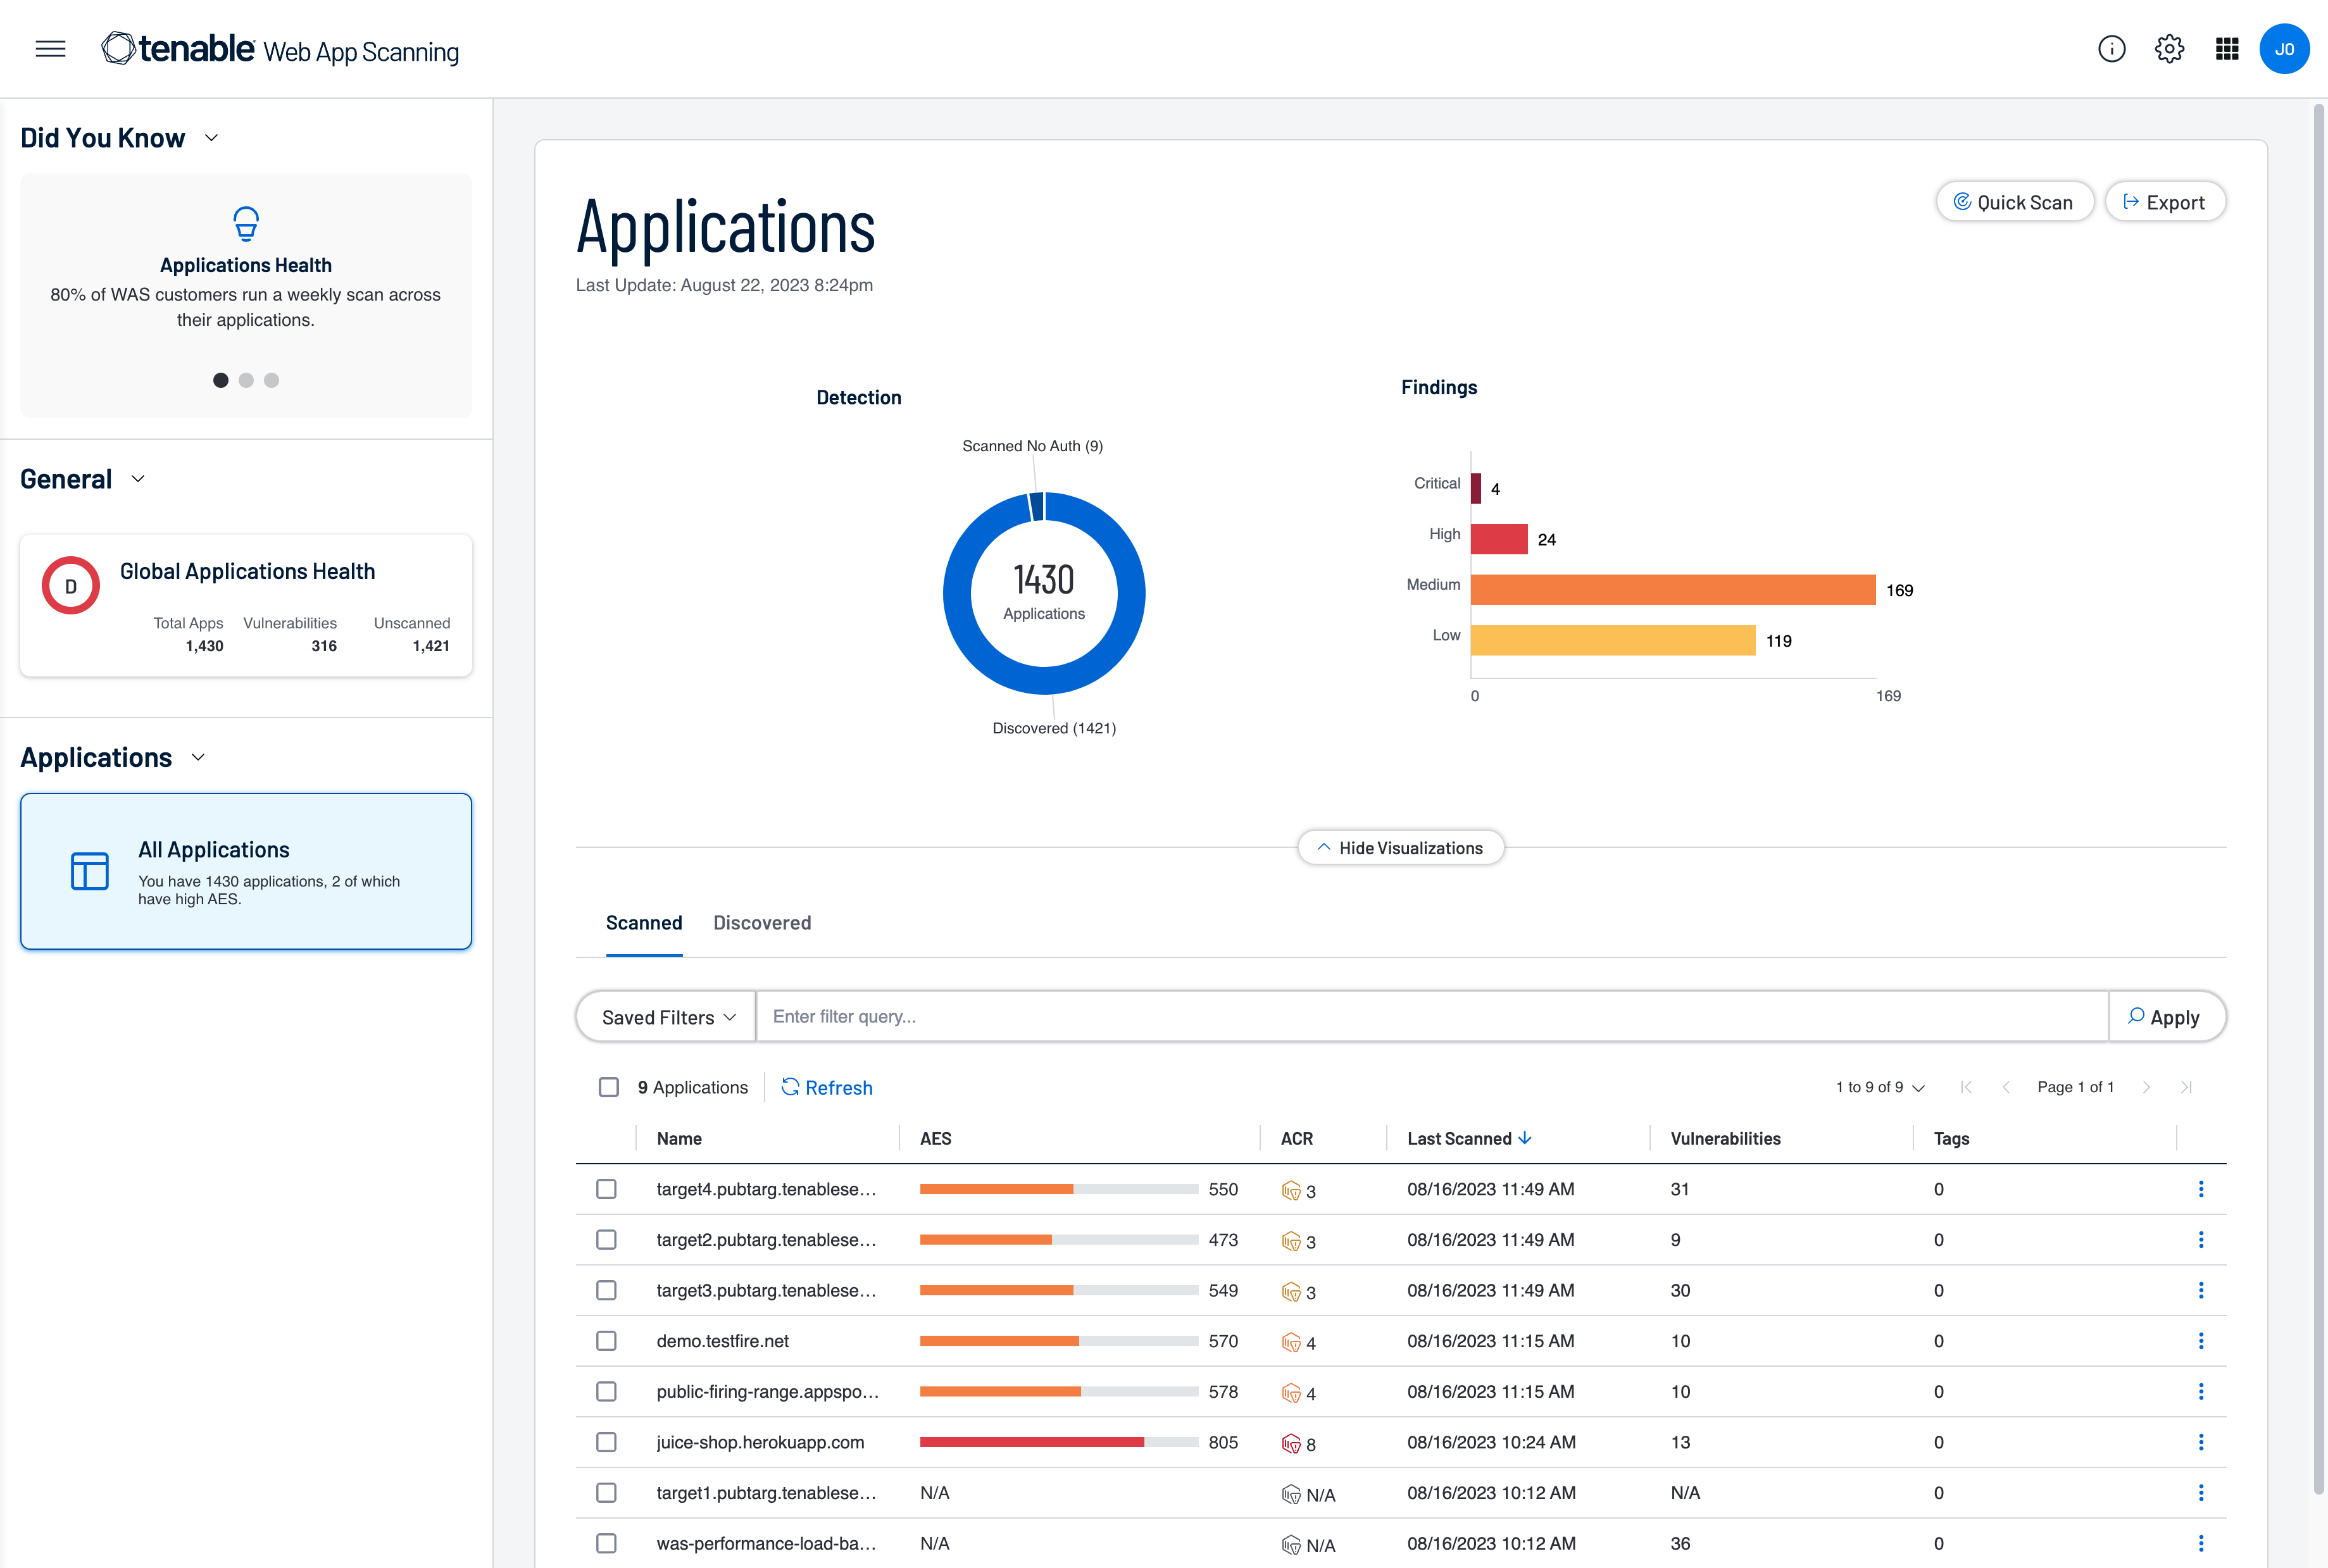 tenable Web App Scanning
JO
Did You Know
Applications Health
80% of WAS customers run a weekly scan across
their applications.
General
D
Global Applications Health
Total Apps Vulnerabilities Unscanned
1,430 316 1,421
Applications
All Applications
You have 1430 applications, 2 of which
have high AES.
Applications
Last Update: August 22, 2023 8:24pm
Quick Scan
Export
Detection
Scanned No Auth (9)
1430
Applications
Discovered (1421)
Findings
Critical 4
High 24
Medium 169
Low 119
0 169
Hide Visualizations
Scanned Discovered
Saved Filters Enter filter query... Apply
9 Applications Refresh 1 to 9 of 9 Page 1 of 1
Name AES ACR Last Scanned Vulnerabilities Tags
target4.pubtarg.tenablese... 550 3 08/16/2023 11:49 AM 31 0
target2.pubtarg.tenablese... 473 3 08/16/2023 11:49 AM 9 0
target3.pubtarg.tenablese... 549 3 08/16/2023 11:49 AM 30 0
demo.testfire.net 570 4 08/16/2023 11:15 AM 10 0
public-firing-range.appspo... 578 4 08/16/2023 11:15 AM 10 0
juice-shop.herokuapp.com 805 8 08/16/2023 10:24 AM 13 0
target1.pubtarg.tenablese... N/A N/A 08/16/2023 10:12 AM N/A 0
was-performance-load-ba... N/A N/A 08/16/2023 10:12 AM 36 0